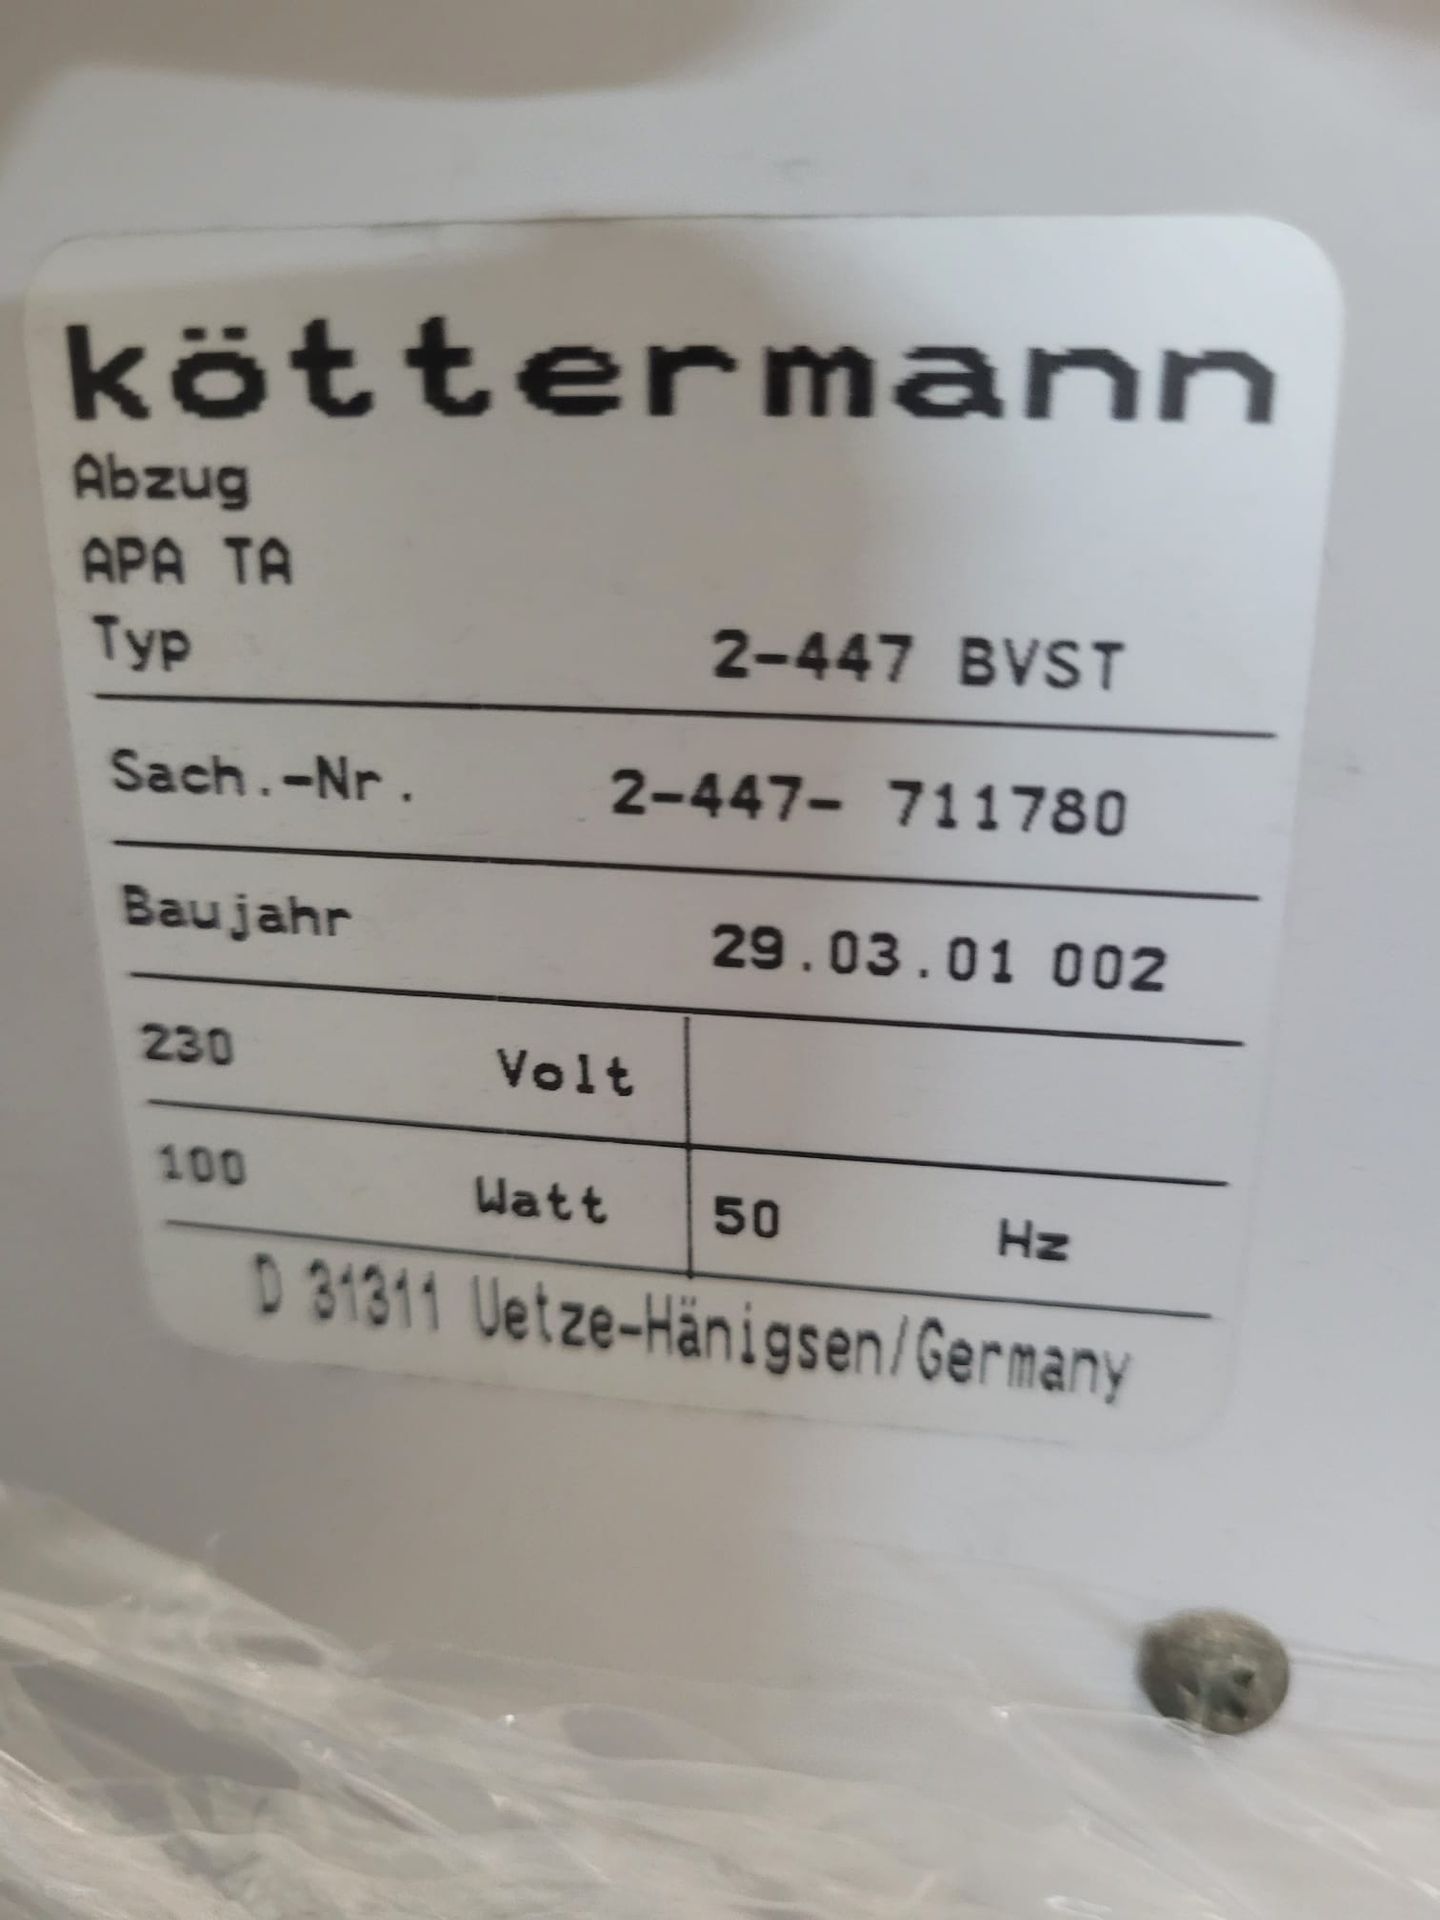 köttermann
Abzug
APA TA
Typ 2-447 BVST
Sach.-Nr. 2-447- 711780
Baujahr 29.03.01 002
230 Volt
100 Watt 50 Hz
D 31311 Uetze-Hänigsen/Germany